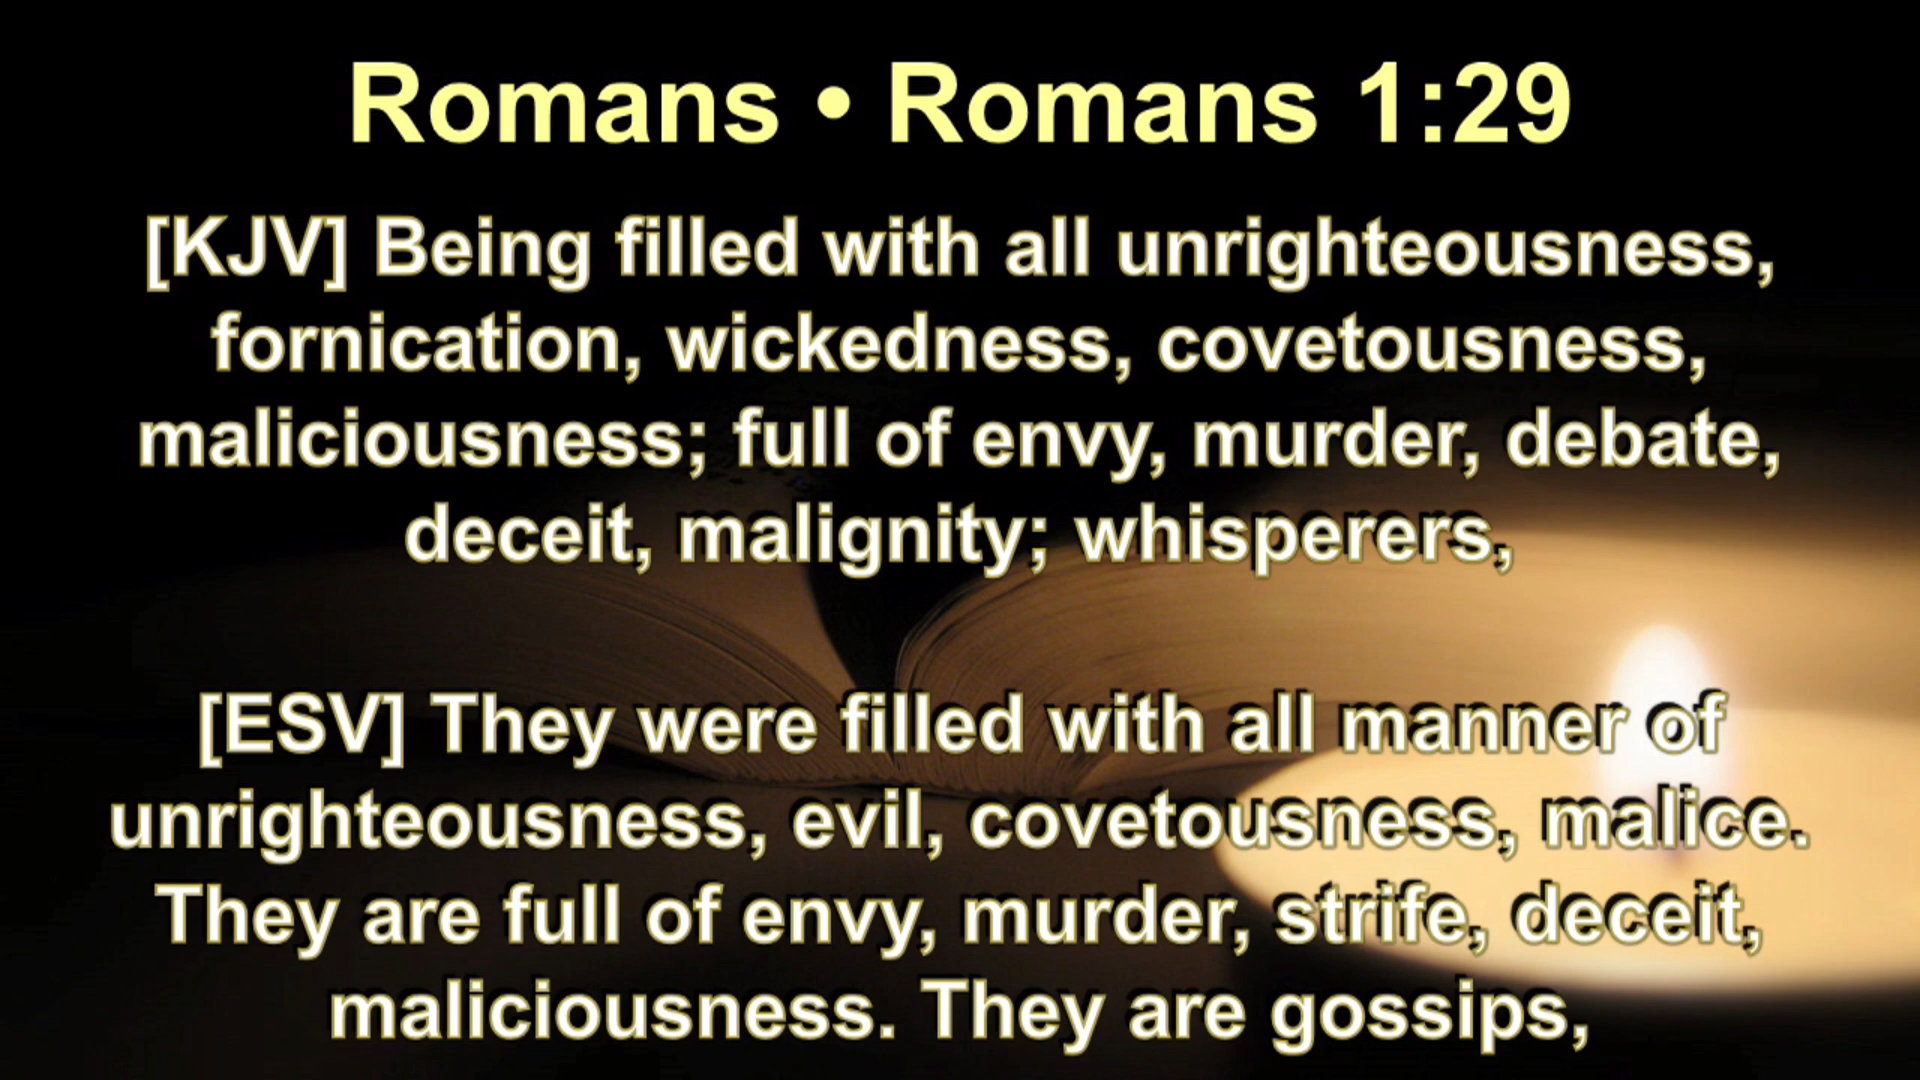 Romans • Romans 1:29
[KJV] Being filled with all unrighteousness,
fornication, wickedness, covetousness,
maliciousness; full of envy, murder, debate,
deceit, malignity; whisperers,
[ESV] They were filled with all manner of
unrighteousness, evil, covetousness, malice.
They are full of envy, murder, strife, deceit,
maliciousness. They are gossips,